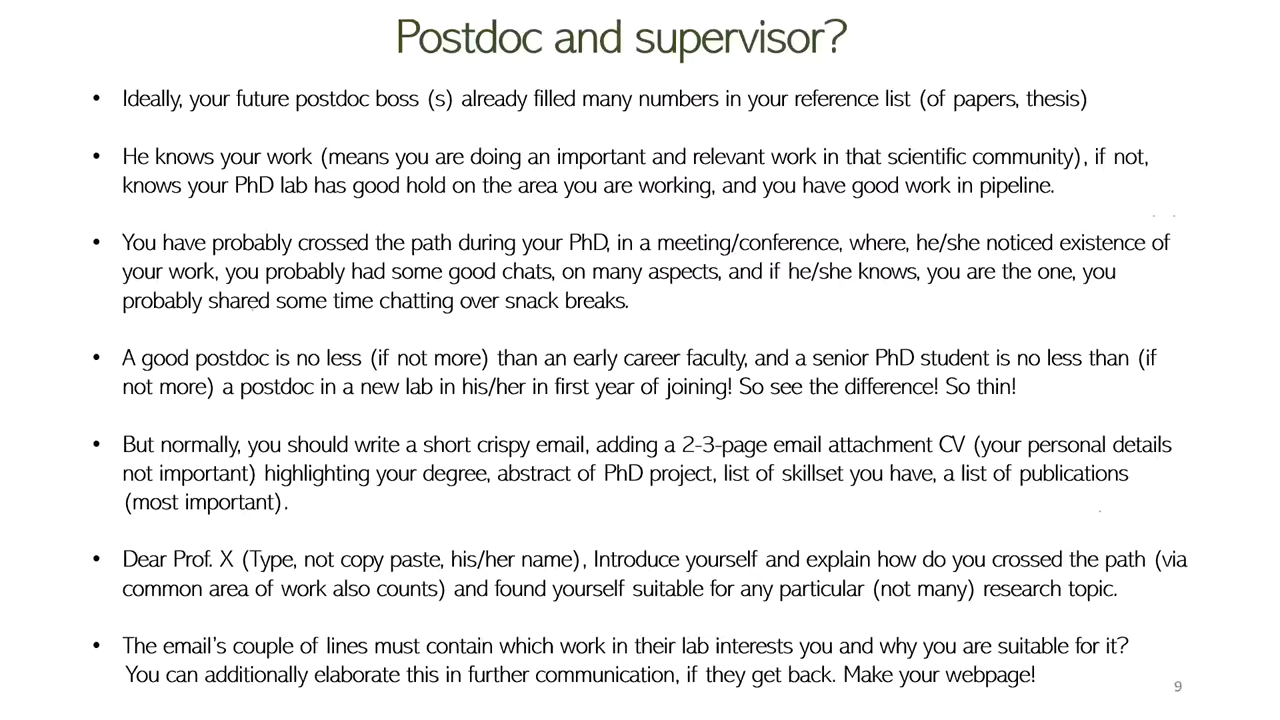 Postdoc and supervisor?
• Ideally, your future postdoc boss (s) already filled many numbers in your reference list (of papers, thesis)
• He knows your work (means you are doing an important and relevant work in that scientific community), if not,
knows your PhD lab has good hold on the area you are working, and you have good work in pipeline.
• You have probably crossed the path during your PhD, in a meeting/conference, where, he/she noticed existence of
your work, you probably had some good chats, on many aspects, and if he/she knows, you are the one, you
probably shared some time chatting over snack breaks.
• A good postdoc is no less (if not more) than an early career faculty, and a senior PhD student is no less than (if
not more) a postdoc in a new lab in his/her in first year of joining! So see the difference! So thin!
• But normally, you should write a short crispy email, adding a 2-3-page email attachment CV (your personal details
not important) highlighting your degree, abstract of PhD project, list of skillset you have, a list of publications
(most important).
• Dear Prof. X (Type, not copy paste, his/her name), Introduce yourself and explain how do you crossed the path (via
common area of work also counts) and found yourself suitable for any particular (not many) research topic.
• The email's couple of lines must contain which work in their lab interests you and why you are suitable for it?
You can additionally elaborate this in further communication, if they get back. Make your webpage!
9